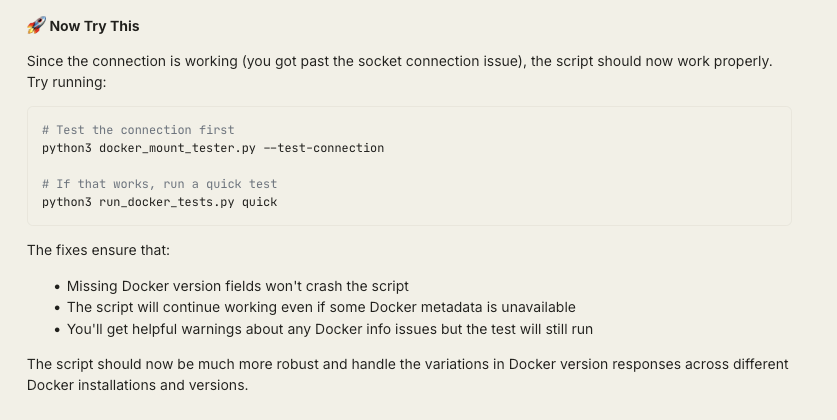 🚀 Now Try This
Since the connection is working (you got past the socket connection issue), the script should now work properly.
Try running:
# Test the connection first
python3 docker_mount_tester.py --test-connection
# If that works, run a quick test
python3 run_docker_tests.py quick
The fixes ensure that:
• Missing Docker version fields won't crash the script
• The script will continue working even if some Docker metadata is unavailable
• You'll get helpful warnings about any Docker info issues but the test will still run
The script should now be much more robust and handle the variations in Docker version responses across different
Docker installations and versions.